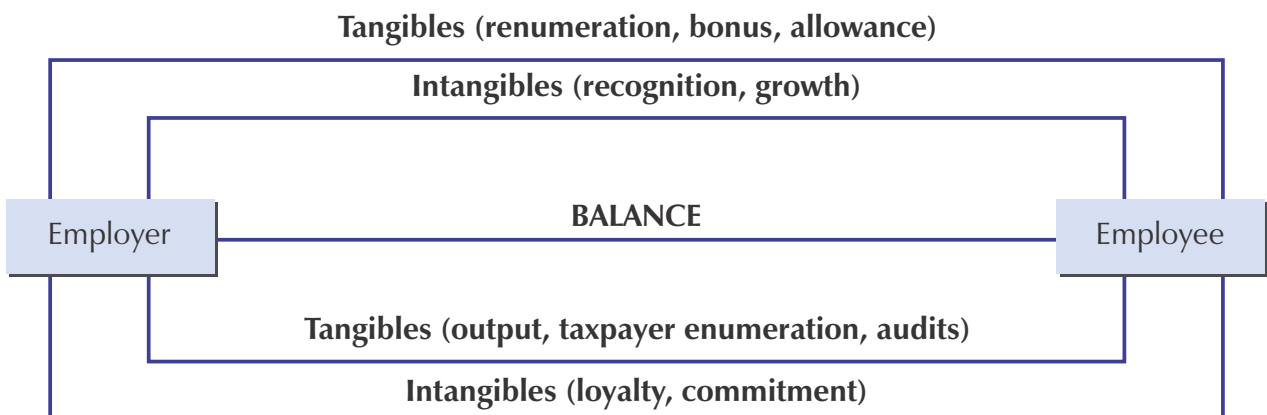 Tangibles (renumeration, bonus, allowance)
Intangibles (recognition, growth)
BALANCE
Employer
Employee
Tangibles (output, taxpayer enumeration, audits)
Intangibles (loyalty, commitment)